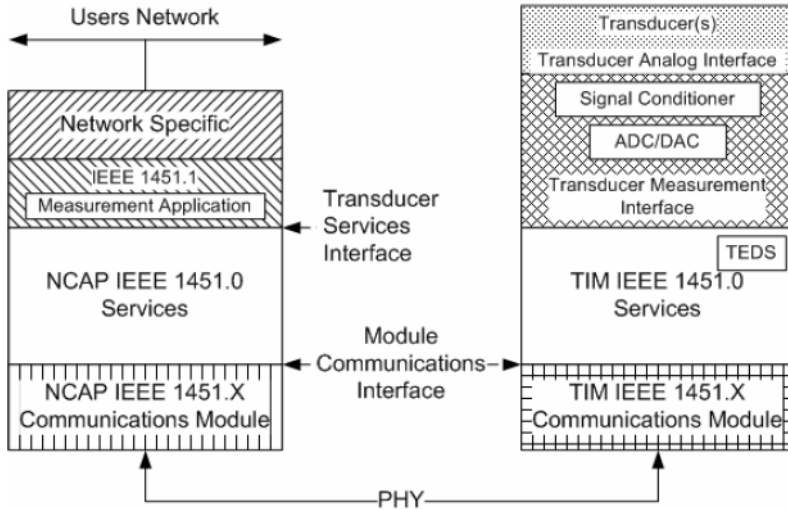 Users Network
Network Specific
IEEE 1451.1
Measurement Application
NCAP IEEE 1451.0
Services
NCAP IEEE 1451.X
Communications Module
Transducer
Services
Interface
Module
Communications
Interface
PHY
Transducer(s)
Transducer Analog Interface
Signal Conditioner
ADC/DAC
Transducer Measurement
Interface
TEDS
TIM IEEE 1451.0
Services
TIM IEEE 1451.X
Communications Module